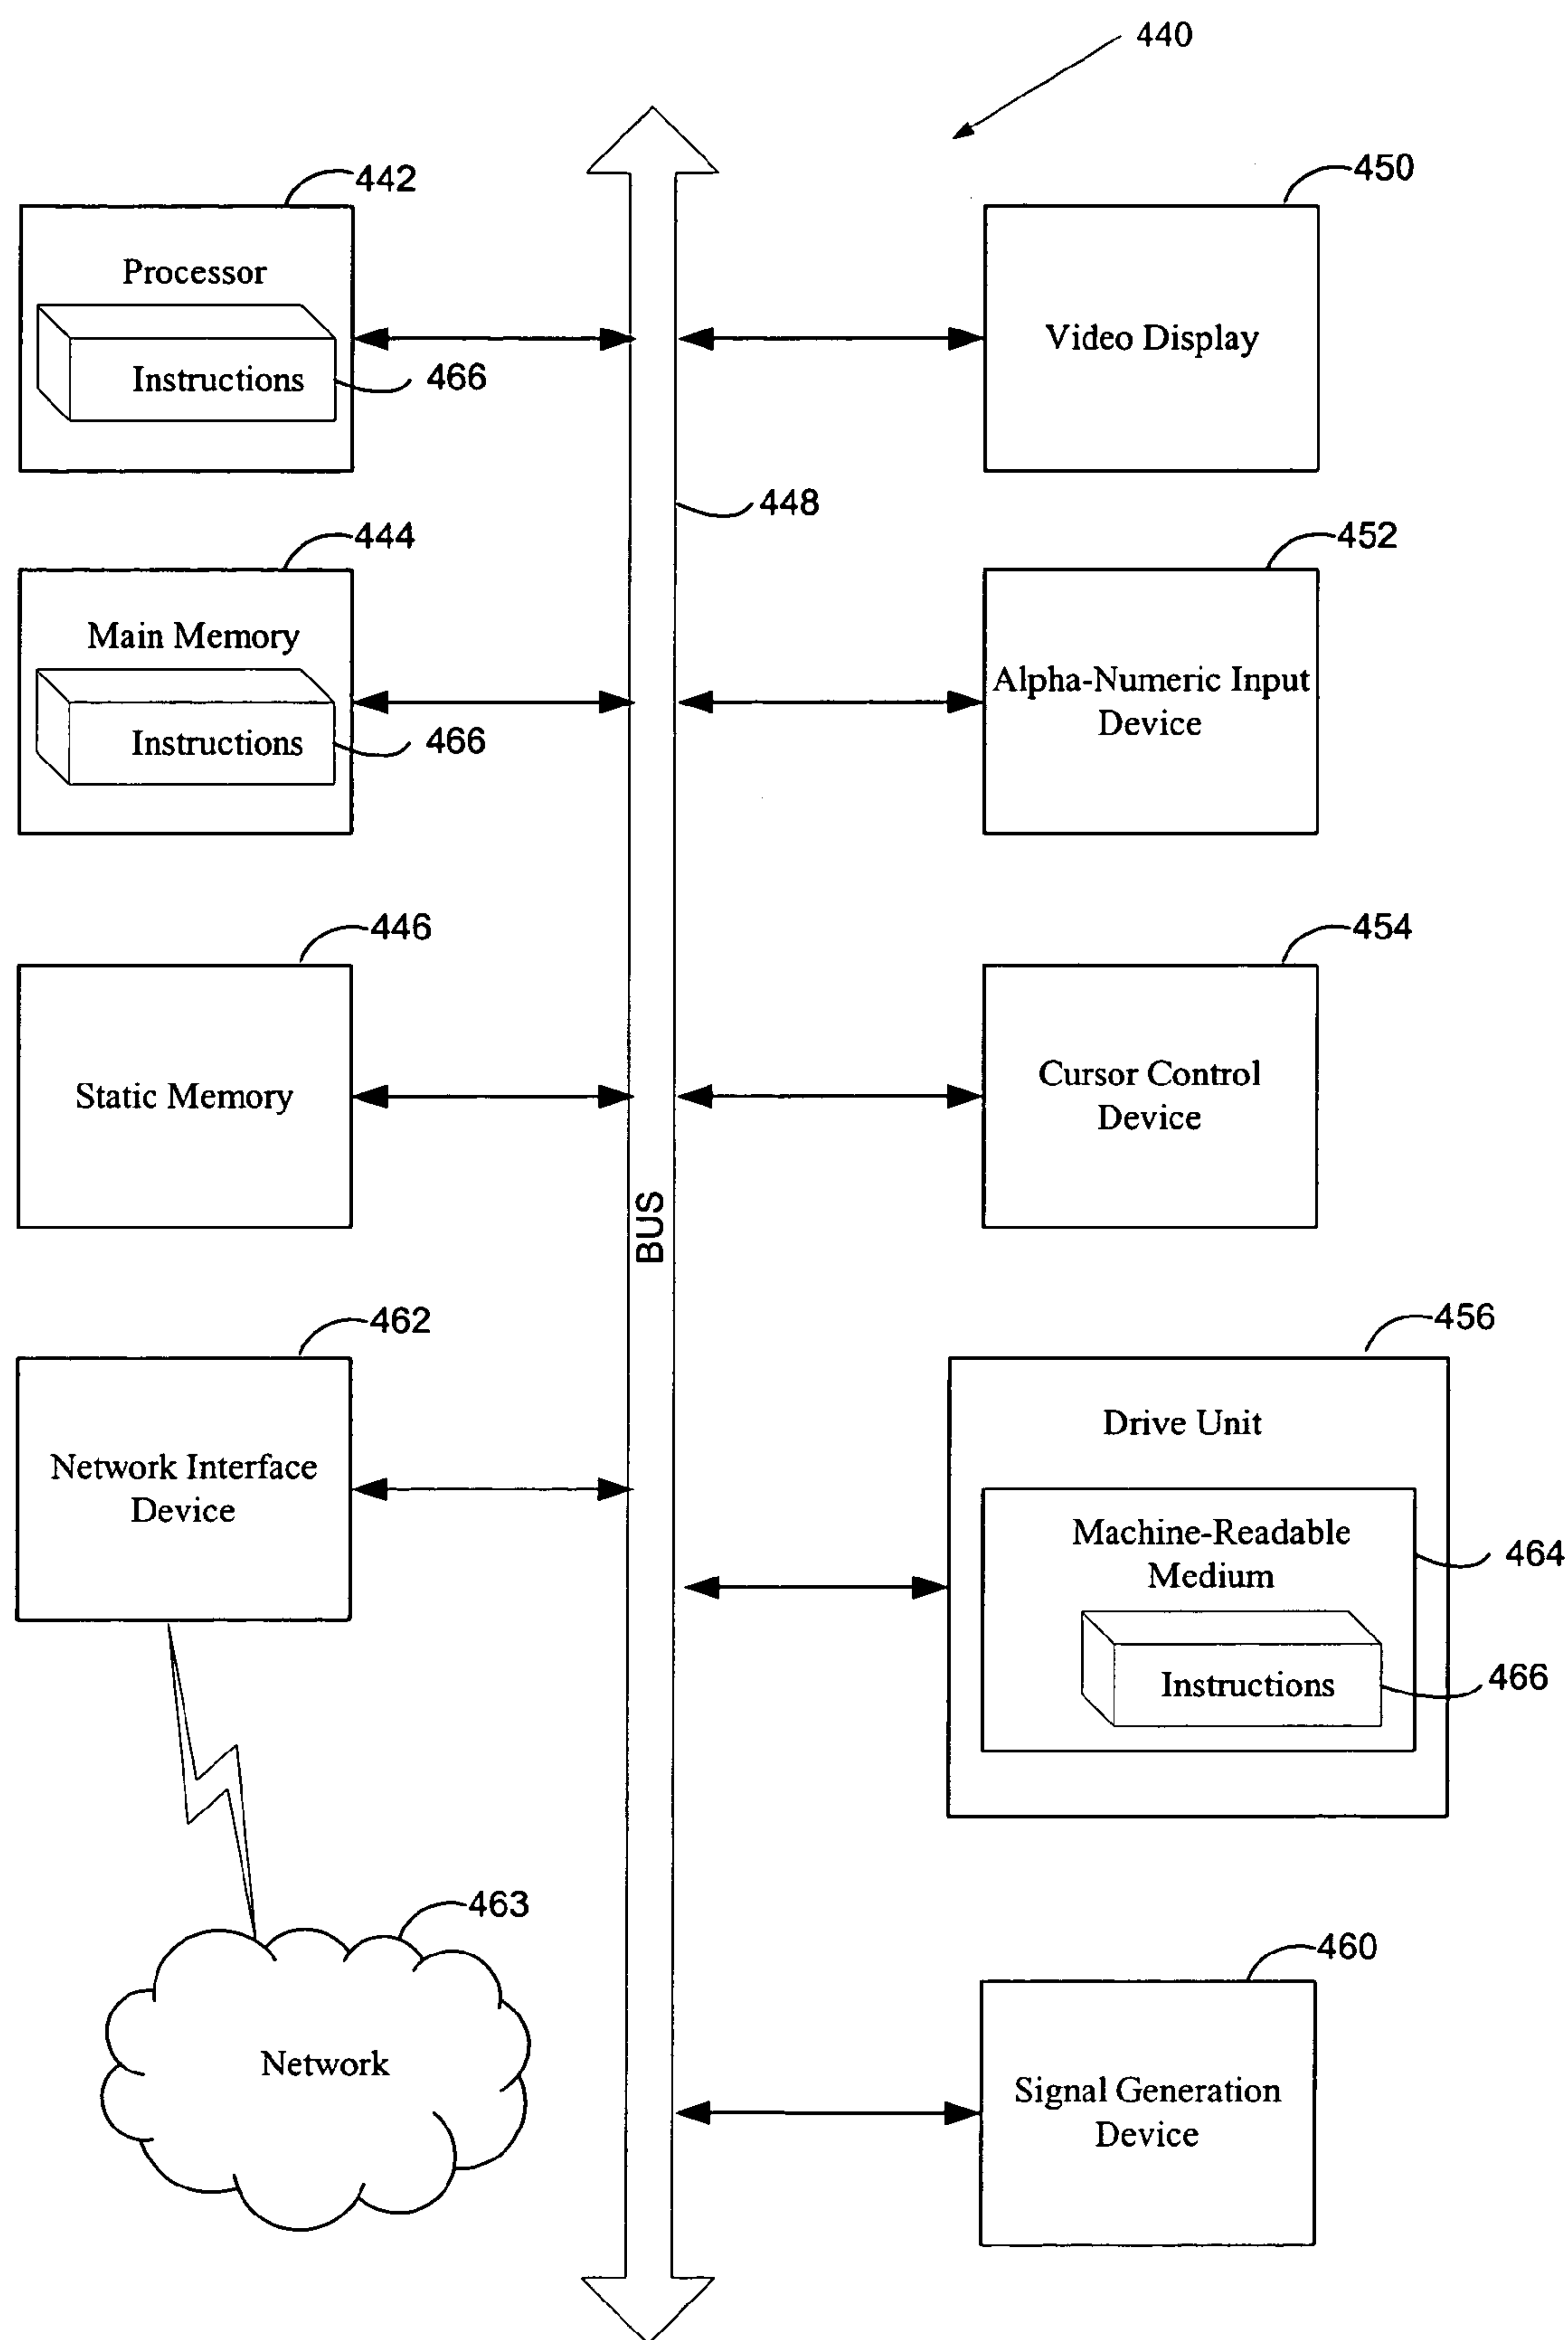 440
442
Processor
Instructions
466
450
Video Display
448
444
Main Memory
Instructions
466
452
Alpha-Numeric Input
Device
446
Static Memory
454
Cursor Control
Device
BUS
462
Network Interface
Device
456
Drive Unit
Machine-Readable
Medium
464
Instructions
466
463
Network
460
Signal Generation
Device